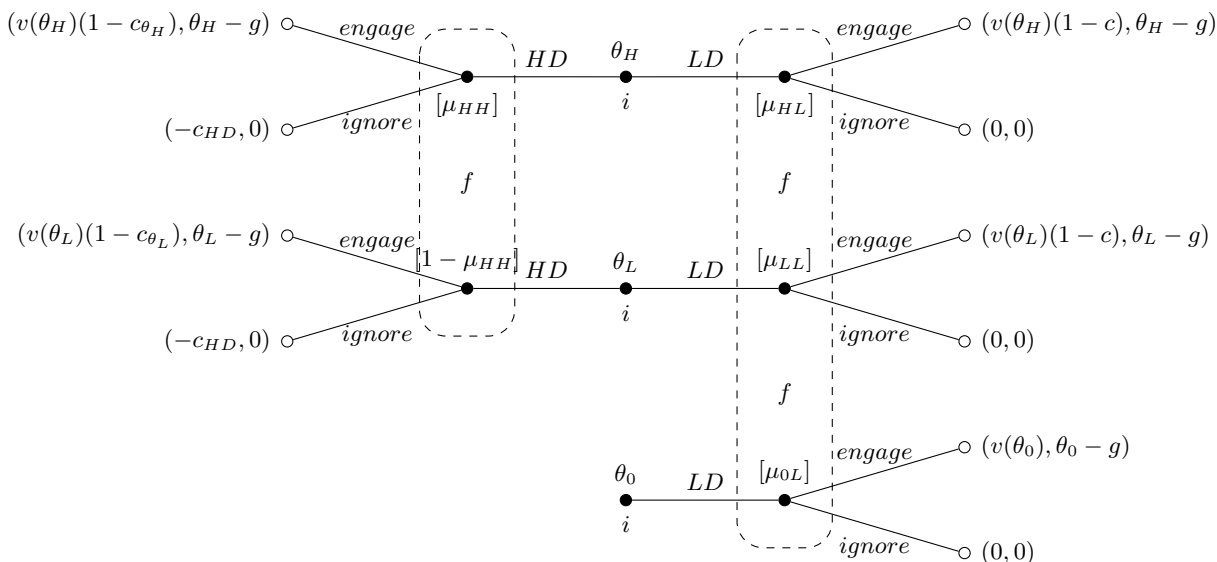 (v(θ_H)(1 − c_{θ_H}), θ_H − g) engage engage (v(θ_H)(1 − c), θ_H − g)
HD θ_H LD
[μ_{HH}] i [μ_{HL}]
(−c_{HD}, 0) ignore ignore (0, 0)
f f
(v(θ_L)(1 − c_{θ_L}), θ_L − g) engage engage (v(θ_L)(1 − c), θ_L − g)
[1 − μ_{HH}] HD θ_L LD [μ_{LL}]
i
(−c_{HD}, 0) ignore ignore (0, 0)
f
engage (v(θ_0), θ_0 − g)
θ_0 LD [μ_{0L}]
i
ignore (0, 0)